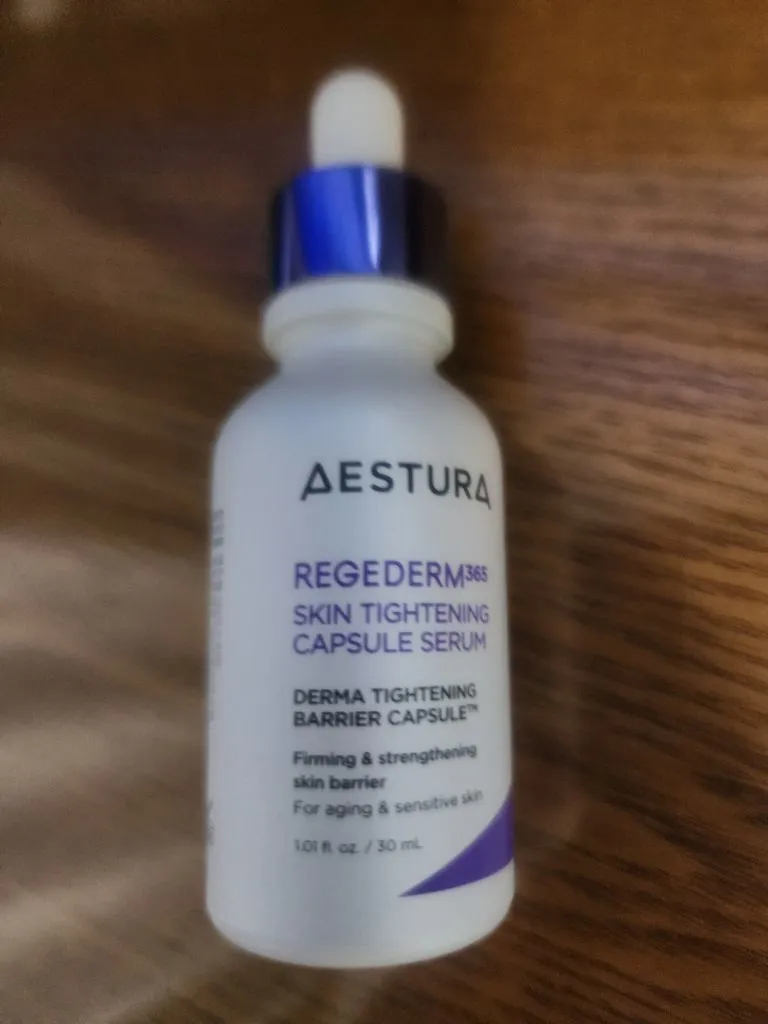 AESTURA
REGEDERM³⁶⁵
SKIN TIGHTENING
CAPSULE SERUM
DERMA TIGHTENING
BARRIER CAPSULE™
Firming & strengthening
skin barrier
For aging & sensitive skin
1.01 fl. oz. / 30 mL